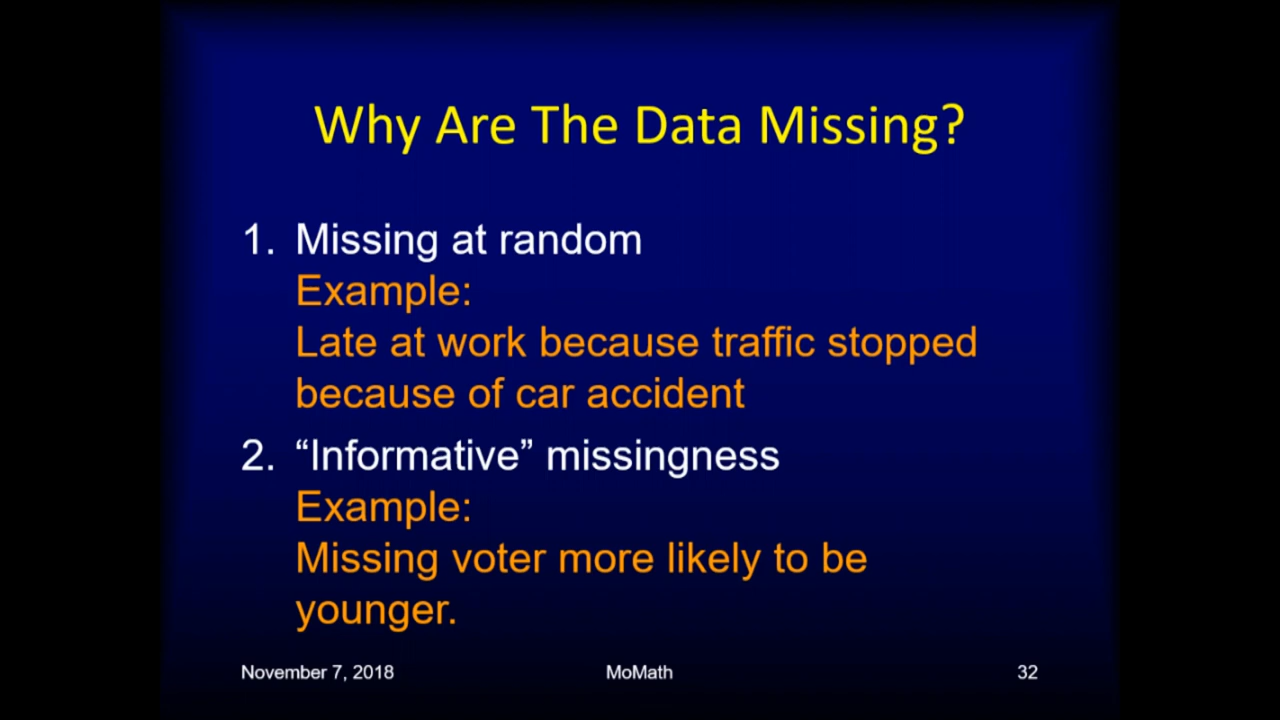 Why Are The Data Missing?
1. Missing at random
Example:
Late at work because traffic stopped
because of car accident
2. “Informative” missingness
Example:
Missing voter more likely to be
younger.
November 7, 2018 MoMath 32